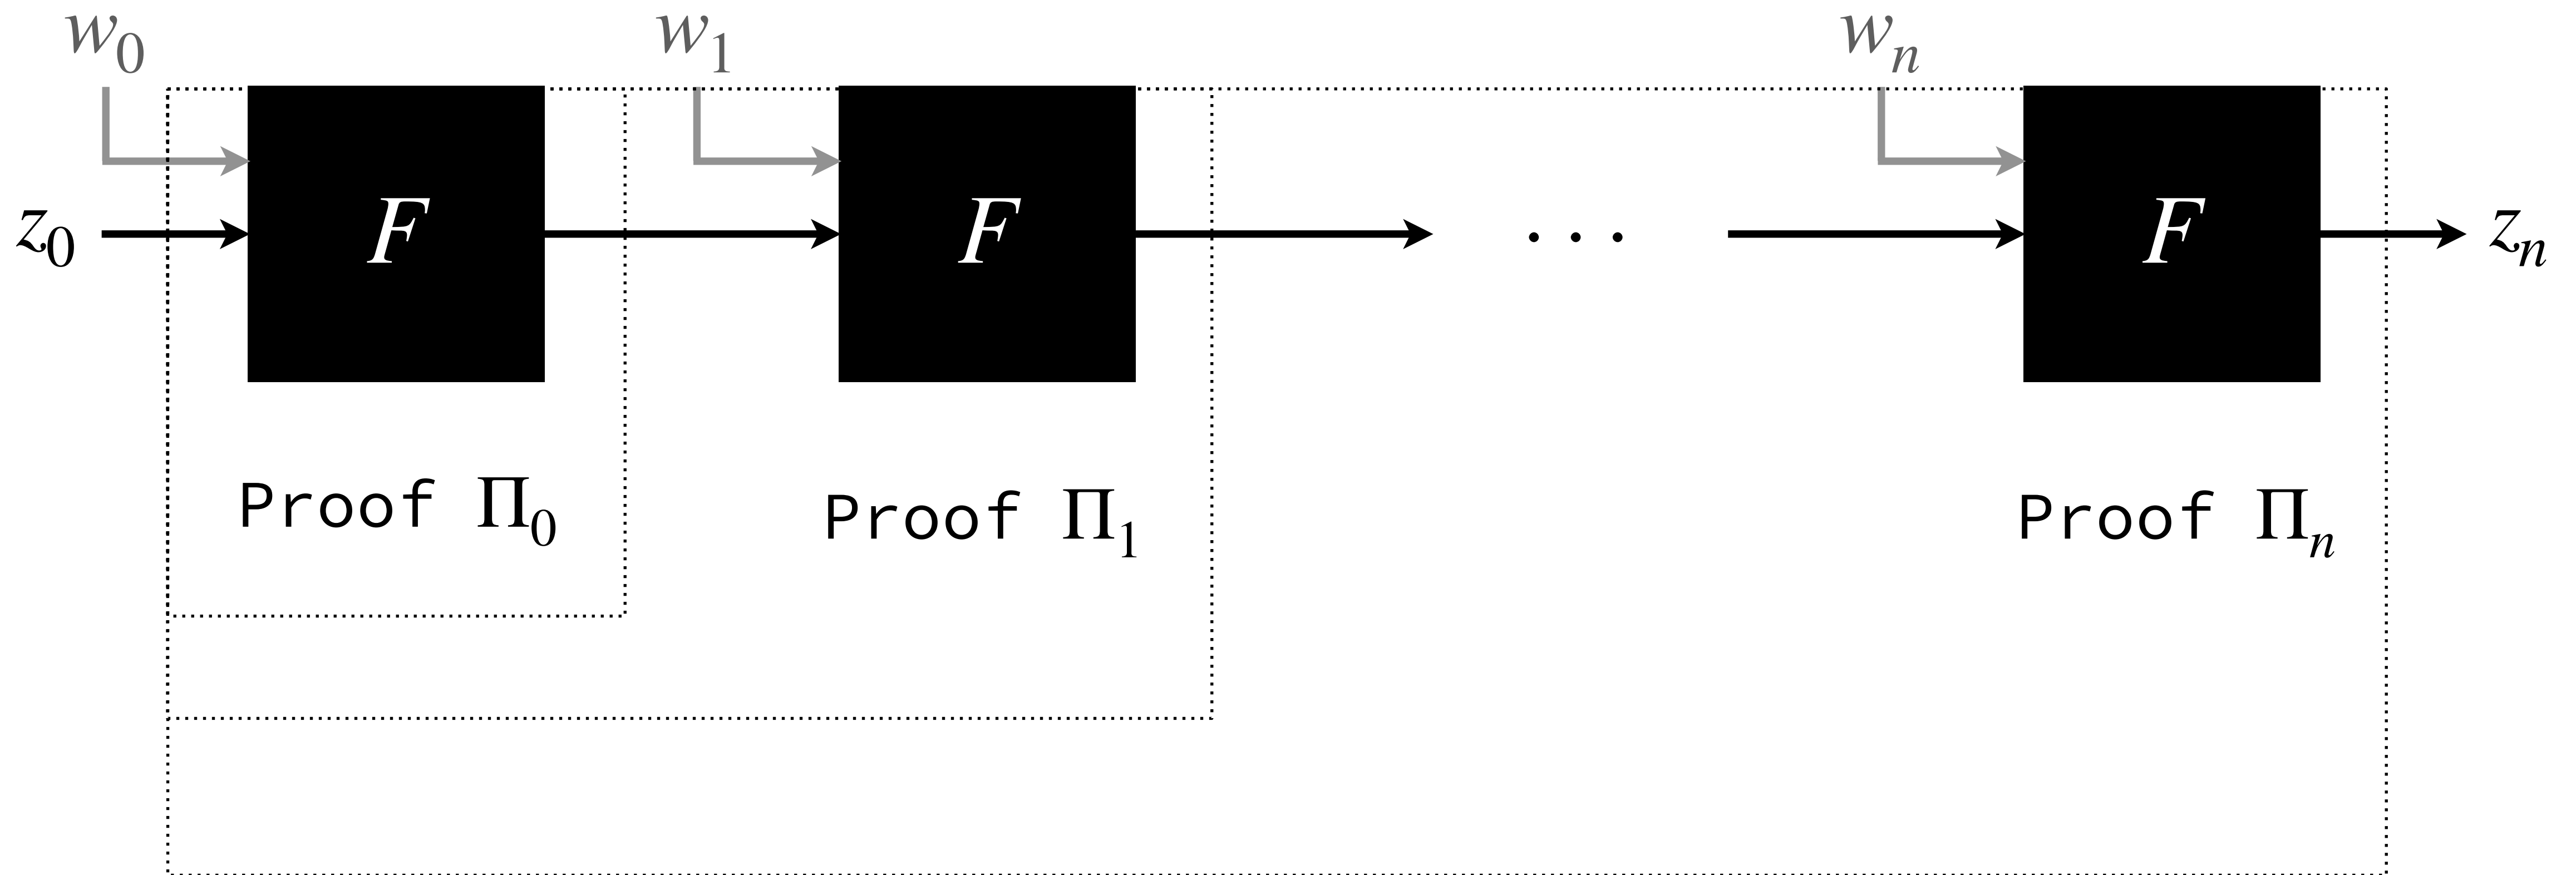 w₀ w₁ wₙ
z₀ F F . . . F zₙ
Proof Π₀ Proof Π₁ Proof Πₙ